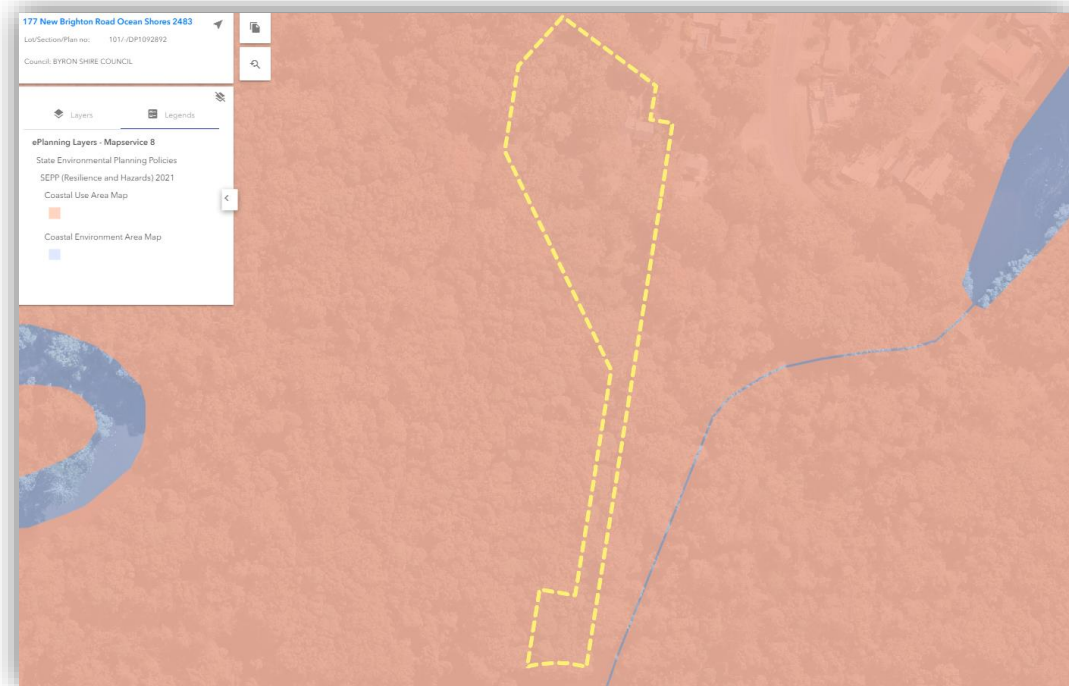 177 New Brighton Road Ocean Shores 2483
Lot/Section/Plan no: 101/-/DP1092892
Council: BYRON SHIRE COUNCIL
Layers Legends
ePlanning Layers - Mapservice 8
State Environmental Planning Policies
SEPP (Resilience and Hazards) 2021
Coastal Use Area Map
Coastal Environment Area Map